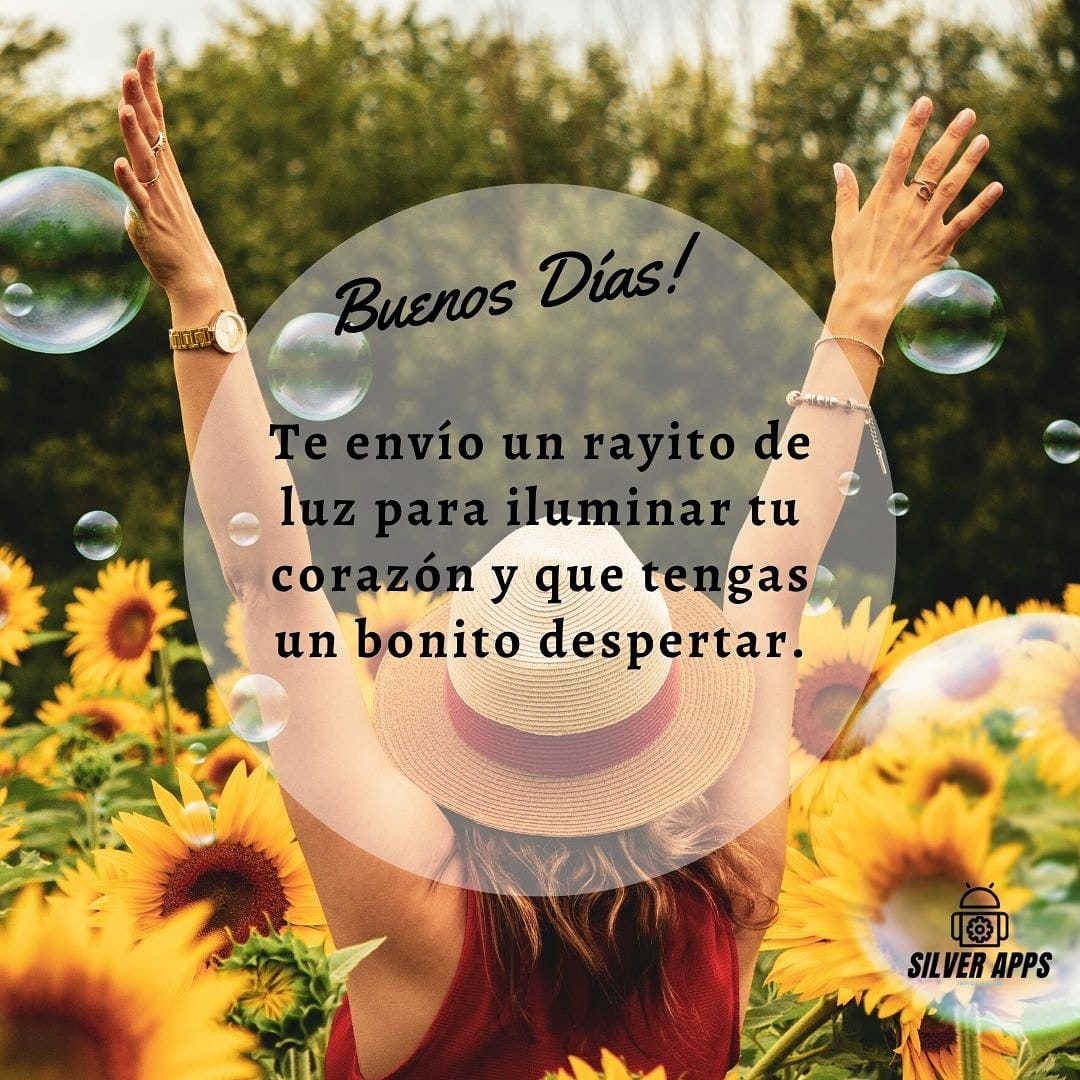 Buenos Días!
Te envío un rayito de
luz para iluminar tu
corazón y que tengas
un bonito despertar.
SILVER APPS